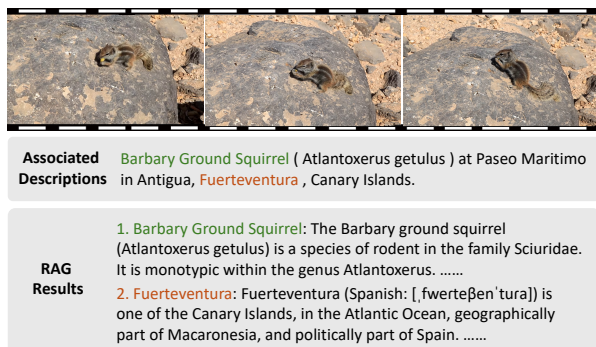 Associated Descriptions
Barbary Ground Squirrel ( Atlantoxerus getulus ) at Paseo Maritimo
in Antigua, Fuerteventura , Canary Islands.
RAG Results
1. Barbary Ground Squirrel: The Barbary ground squirrel
(Atlantoxerus getulus) is a species of rodent in the family Sciuridae.
It is monotypic within the genus Atlantoxerus. ......
2. Fuerteventura: Fuerteventura (Spanish: [ˌfweɾteβenˈtuɾa]) is
one of the Canary Islands, in the Atlantic Ocean, geographically
part of Macaronesia, and politically part of Spain. ......